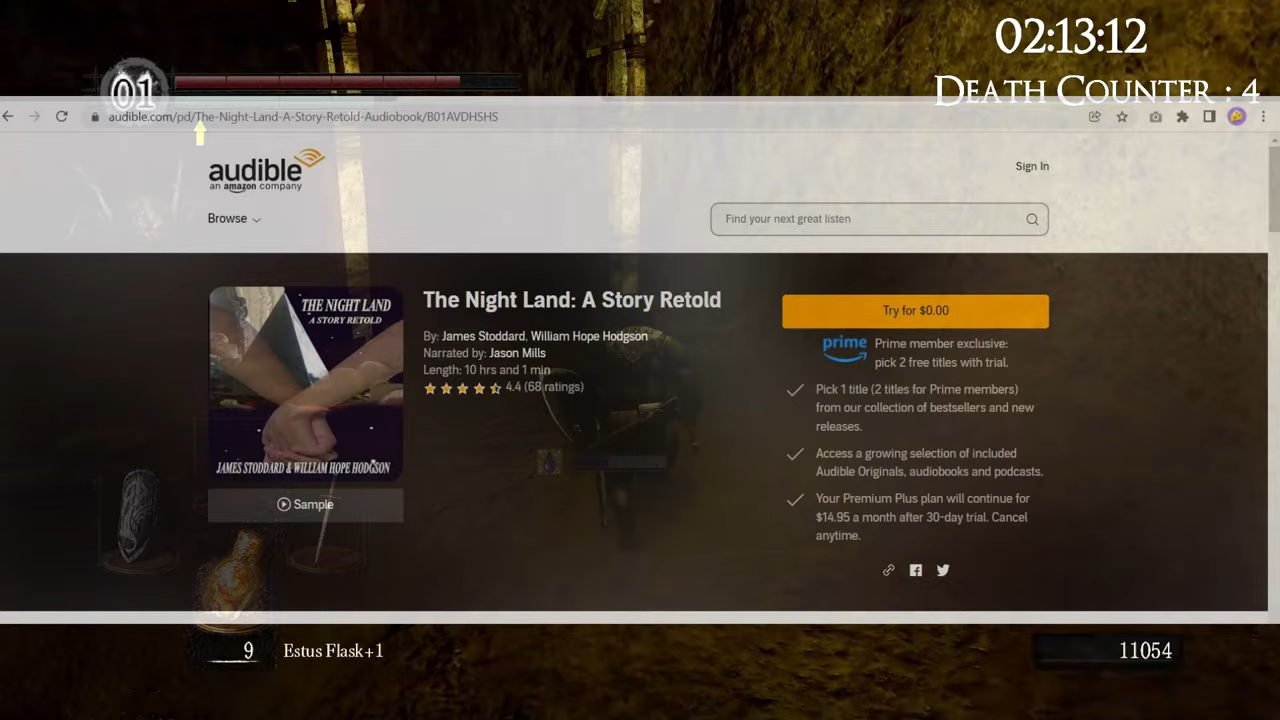 02:13:12
01
DEATH COUNTER : 4
audible.com/pd/The-Night-Land-A-Story-Retold-Audiobook/B01AVDHSHS
audible
an amazon company
Sign In
Browse
Find your next great listen
THE NIGHT LAND
A STORY RETOLD
JAMES STODDARD & WILLIAM HOPE HODGSON
Sample
The Night Land: A Story Retold
By: James Stoddard, William Hope Hodgson
Narrated by: Jason Mills
Length: 10 hrs and 1 min
4.4 (68 ratings)
Try for $0.00
prime
Prime member exclusive:
pick 2 free titles with trial.
Pick 1 title (2 titles for Prime members)
from our collection of bestsellers and new
releases.
Access a growing selection of included
Audible Originals, audiobooks and podcasts.
Your Premium Plus plan will continue for
$14.95 a month after 30-day trial. Cancel
anytime.
9
Estus Flask+1
11054